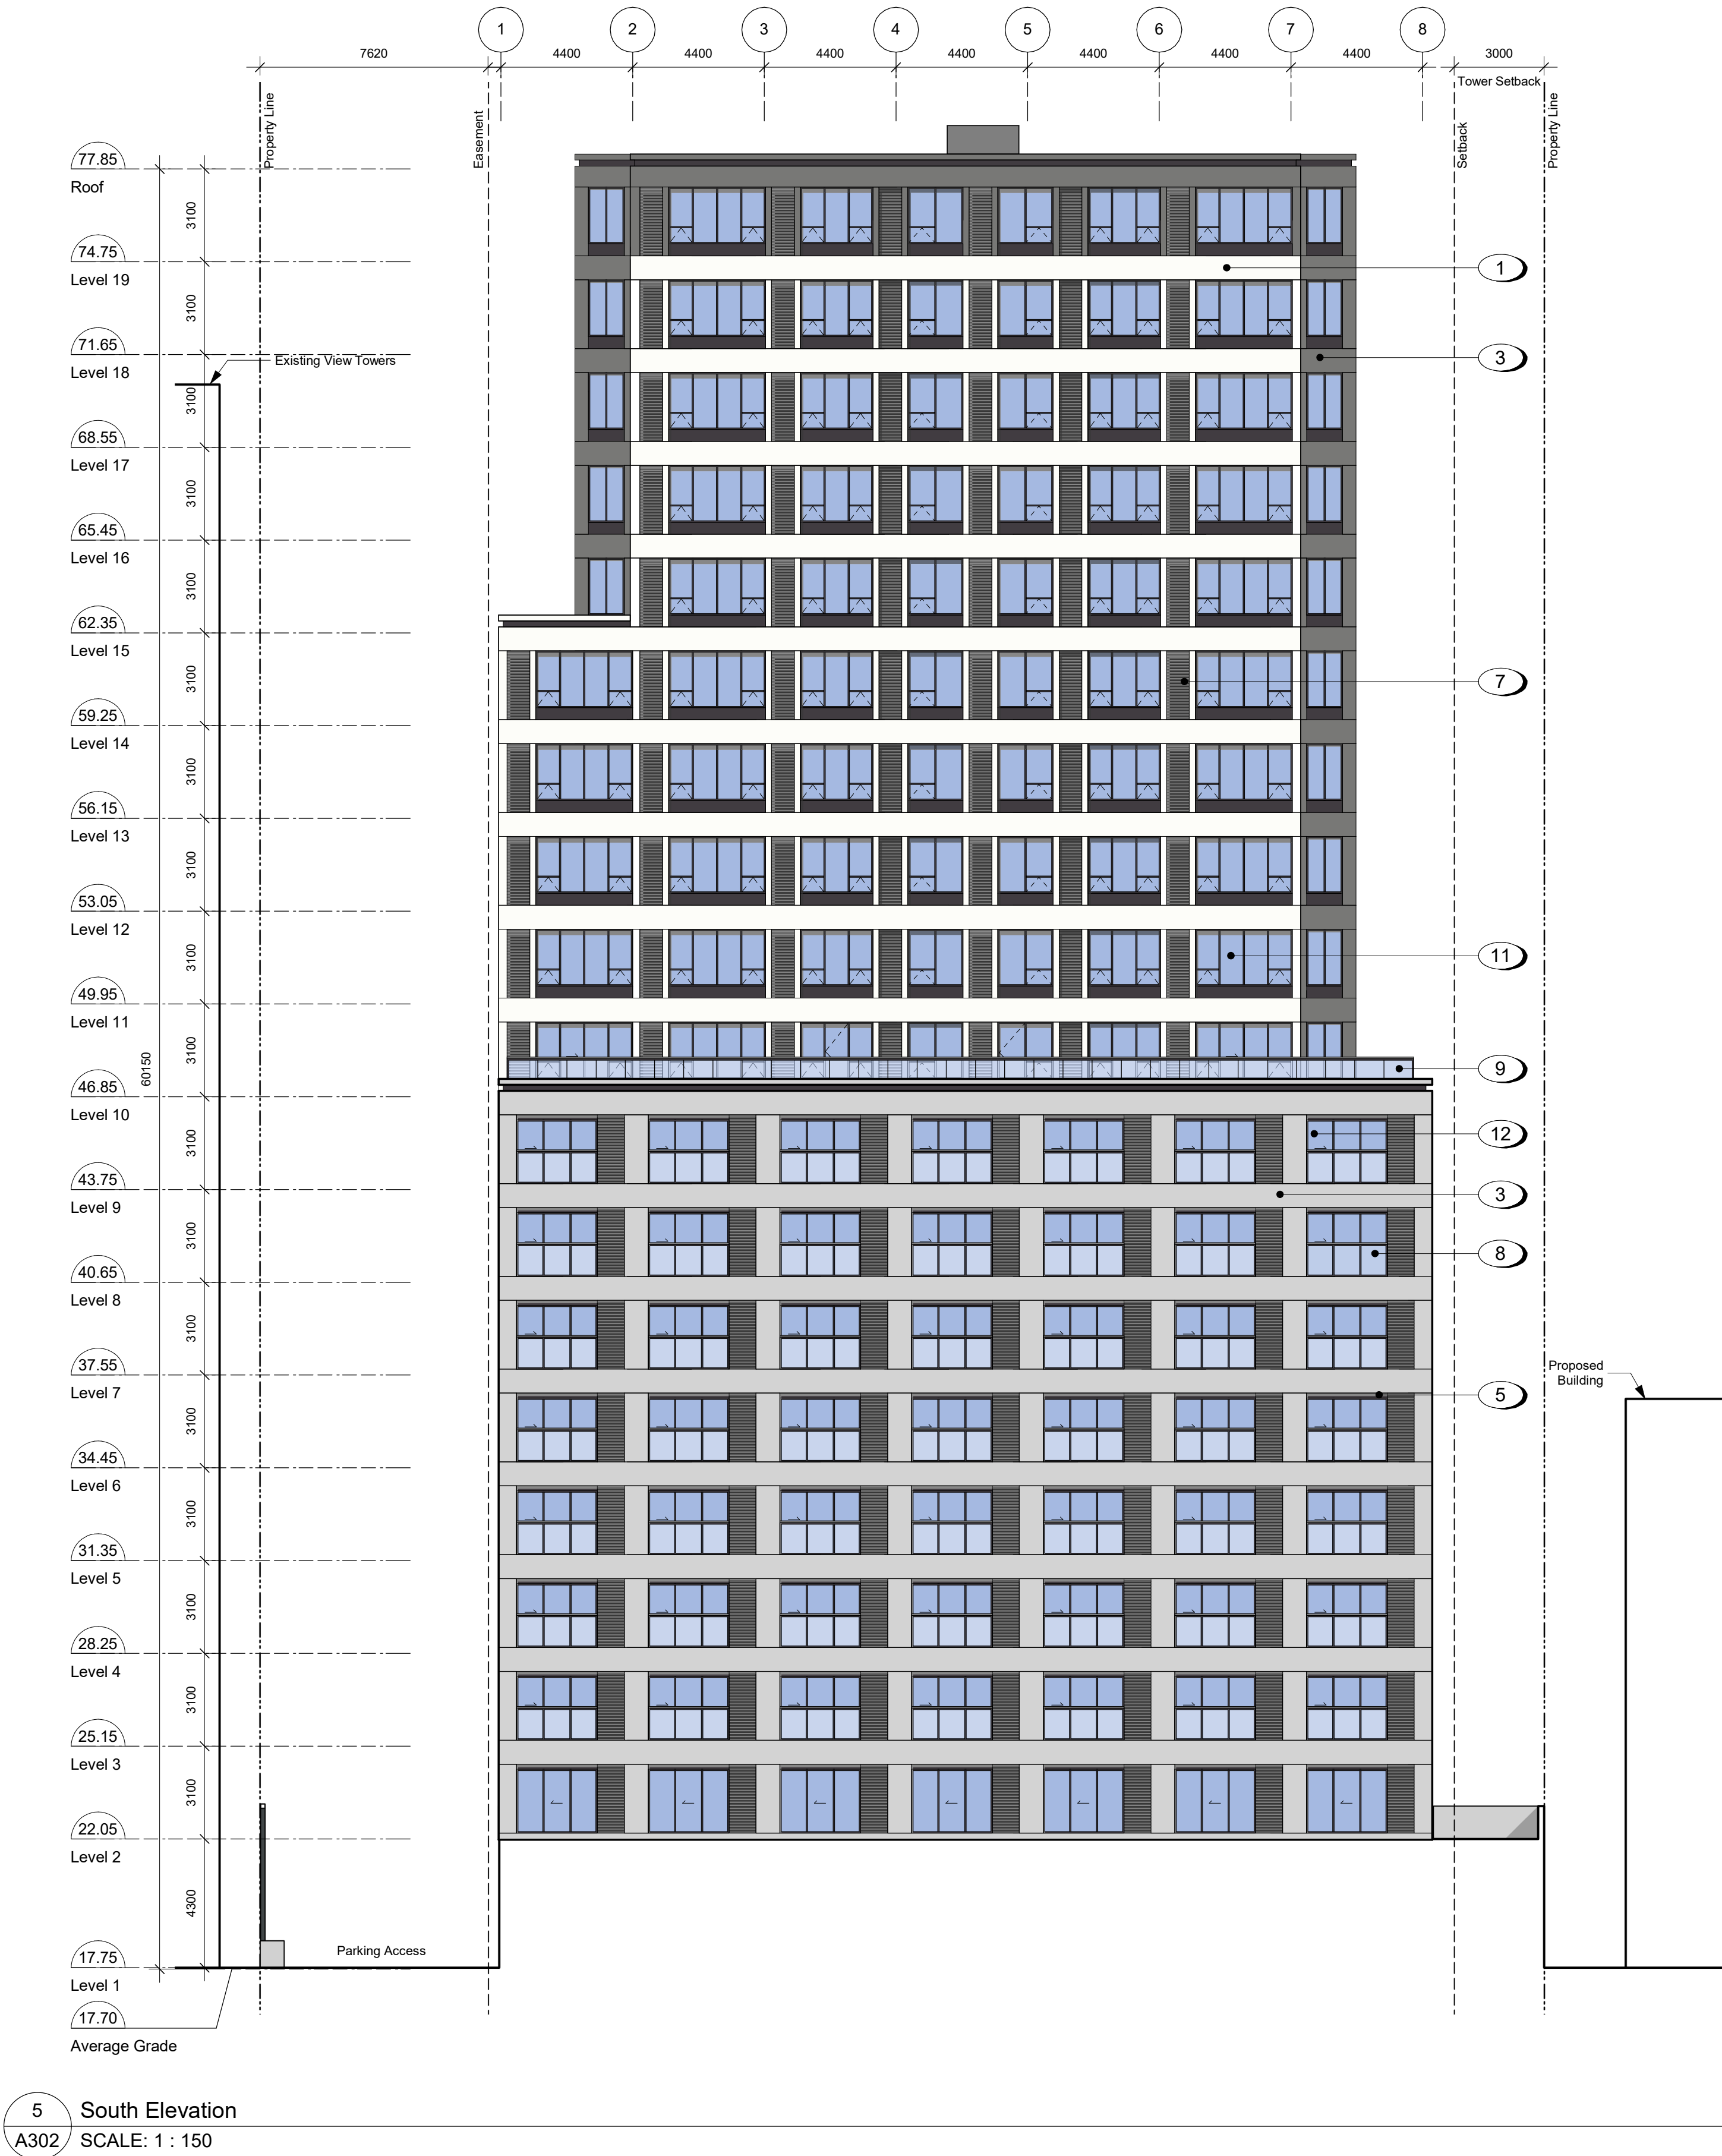 1 2 3 4 5 6 7 8
7620 4400 4400 4400 4400 4400 4400 4400 3000
Tower Setback
Property Line
Easement
Setback
Property Line
77.85
Roof
3100
74.75
Level 19
1
3100
71.65
Level 18
Existing View Towers
3
3100
68.55
Level 17
3100
65.45
Level 16
3100
62.35
Level 15
3100
7
59.25
Level 14
3100
56.15
Level 13
3100
53.05
Level 12
3100
11
49.95
Level 11
3100
60150
9
46.85
Level 10
3100
12
43.75
Level 9
3
3100
8
40.65
Level 8
3100
37.55
Level 7
Proposed
Building
5
3100
34.45
Level 6
3100
31.35
Level 5
3100
28.25
Level 4
3100
25.15
Level 3
3100
22.05
Level 2
4300
Parking Access
17.75
Level 1
17.70
Average Grade
5 South Elevation
A302 SCALE: 1 : 150